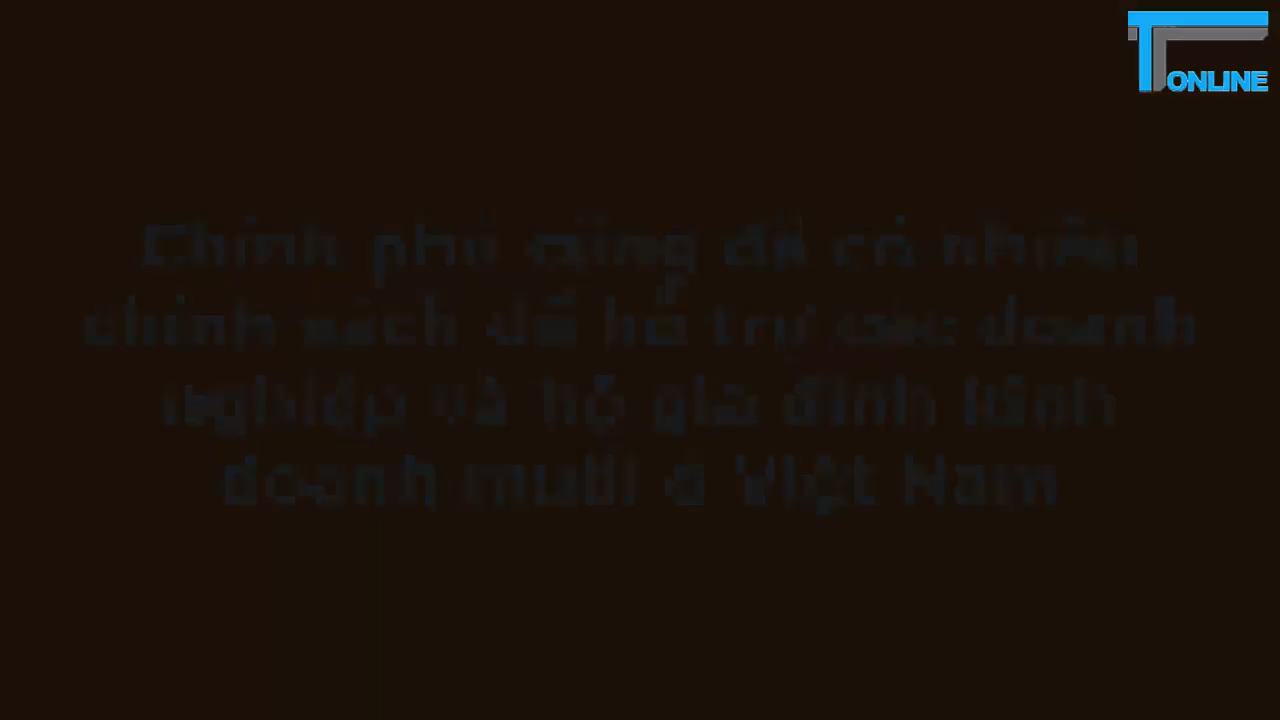 ONLINE
Chính phủ cũng đã có nhiều
chính sách để hỗ trợ các doanh
nghiệp và hộ gia đình kinh
doanh muối ở Việt Nam